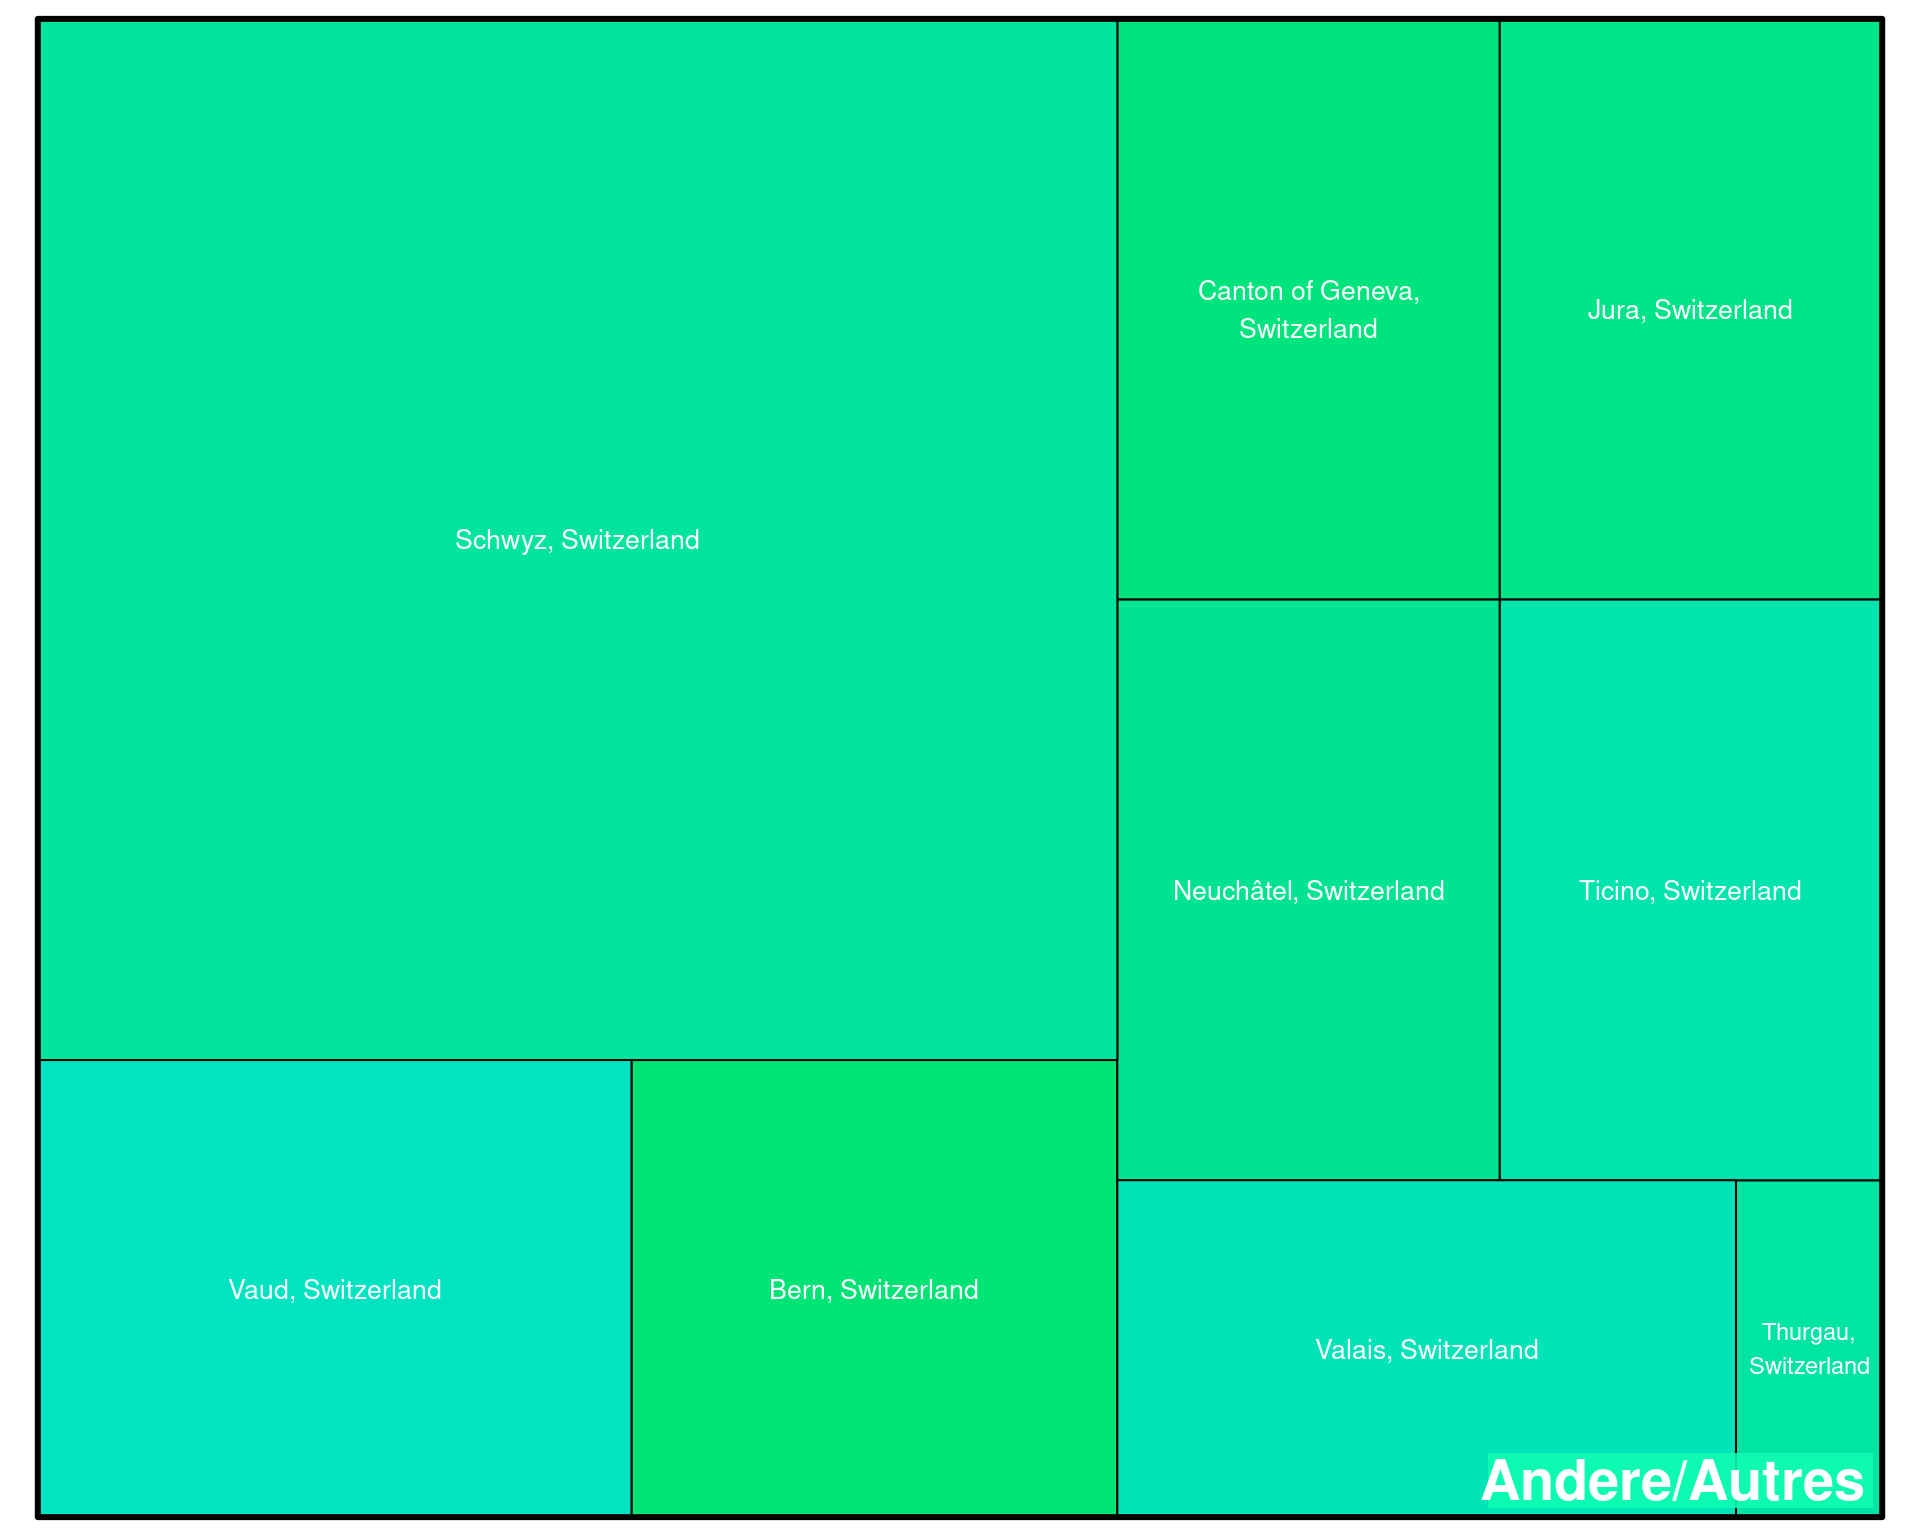 Schwyz, Switzerland
Canton of Geneva,
Switzerland
Jura, Switzerland
Neuchâtel, Switzerland
Ticino, Switzerland
Vaud, Switzerland
Bern, Switzerland
Valais, Switzerland
Thurgau,
Switzerland
Andere/Autres